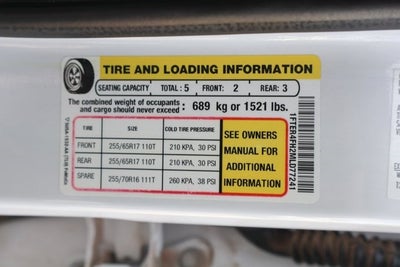 TIRE AND LOADING INFORMATION
SEATING CAPACITY TOTAL: 5 FRONT: 2 REAR: 3
The combined weight of occupants
and cargo should never exceed: 689 kg or 1521 lbs.
TIRE SIZE COLD TIRE PRESSURE
FRONT 255/65R17 110T 210 KPA, 30 PSI
REAR 255/65R17 110T 210 KPA, 30 PSI
SPARE 255/70R16 111T 260 KPA, 38 PSI
SEE OWNERS
MANUAL FOR
ADDITIONAL
INFORMATION
1FTER4FH2MLD77241